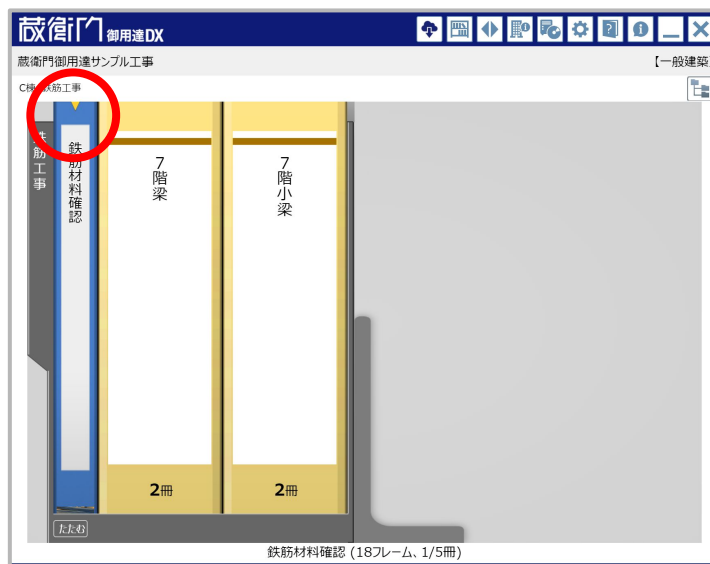 蔵衛門御用達DX
蔵衛門御用達サンプル工事
【一般建築
C棟 鉄筋工事
鉄筋工事
鉄筋材料確認
7階梁
7階小梁
2冊
2冊
たたむ
鉄筋材料確認 (18フレーム、1/5冊)